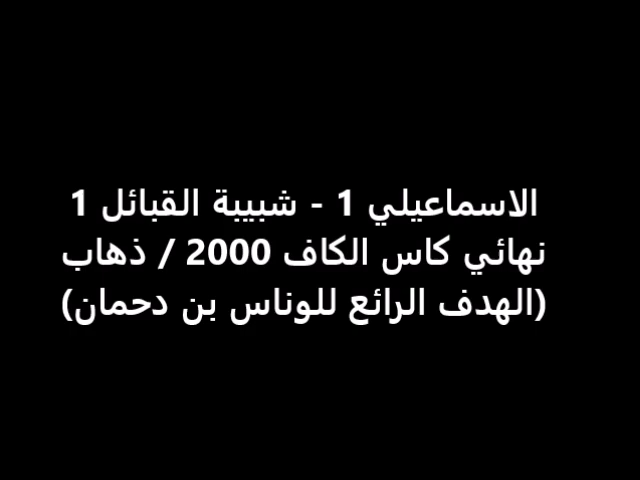 الاسماعيلي 1 - شبيبة القبائل 1
نهائي كاس الكاف 2000 / ذهاب
(الهدف الرائع للوناس بن دحمان)